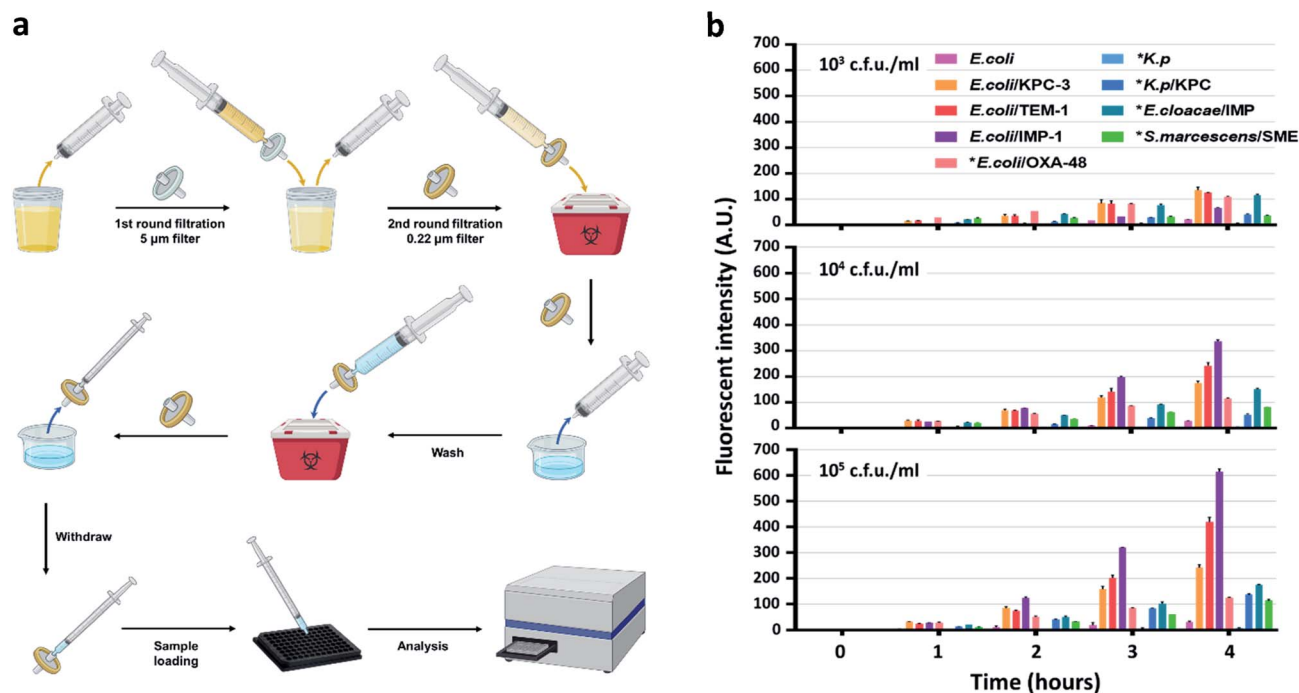 a
1st round filtration
5 µm filter
2nd round filtration
0.22 µm filter
Wash
Withdraw
Sample
loading
Analysis
b
Fluorescent intensity (A.U.)
700
600
500
400
300
200
100
0
10³ c.f.u./ml
E.coli
E.coli/KPC-3
E.coli/TEM-1
E.coli/IMP-1
*E.coli/OXA-48
*K.p
*K.p/KPC
*E.cloacae/IMP
*S.marcescens/SME
700
600
500
400
300
200
100
0
10⁴ c.f.u./ml
700
600
500
400
300
200
100
0
10⁵ c.f.u./ml
0 1 2 3 4
Time (hours)